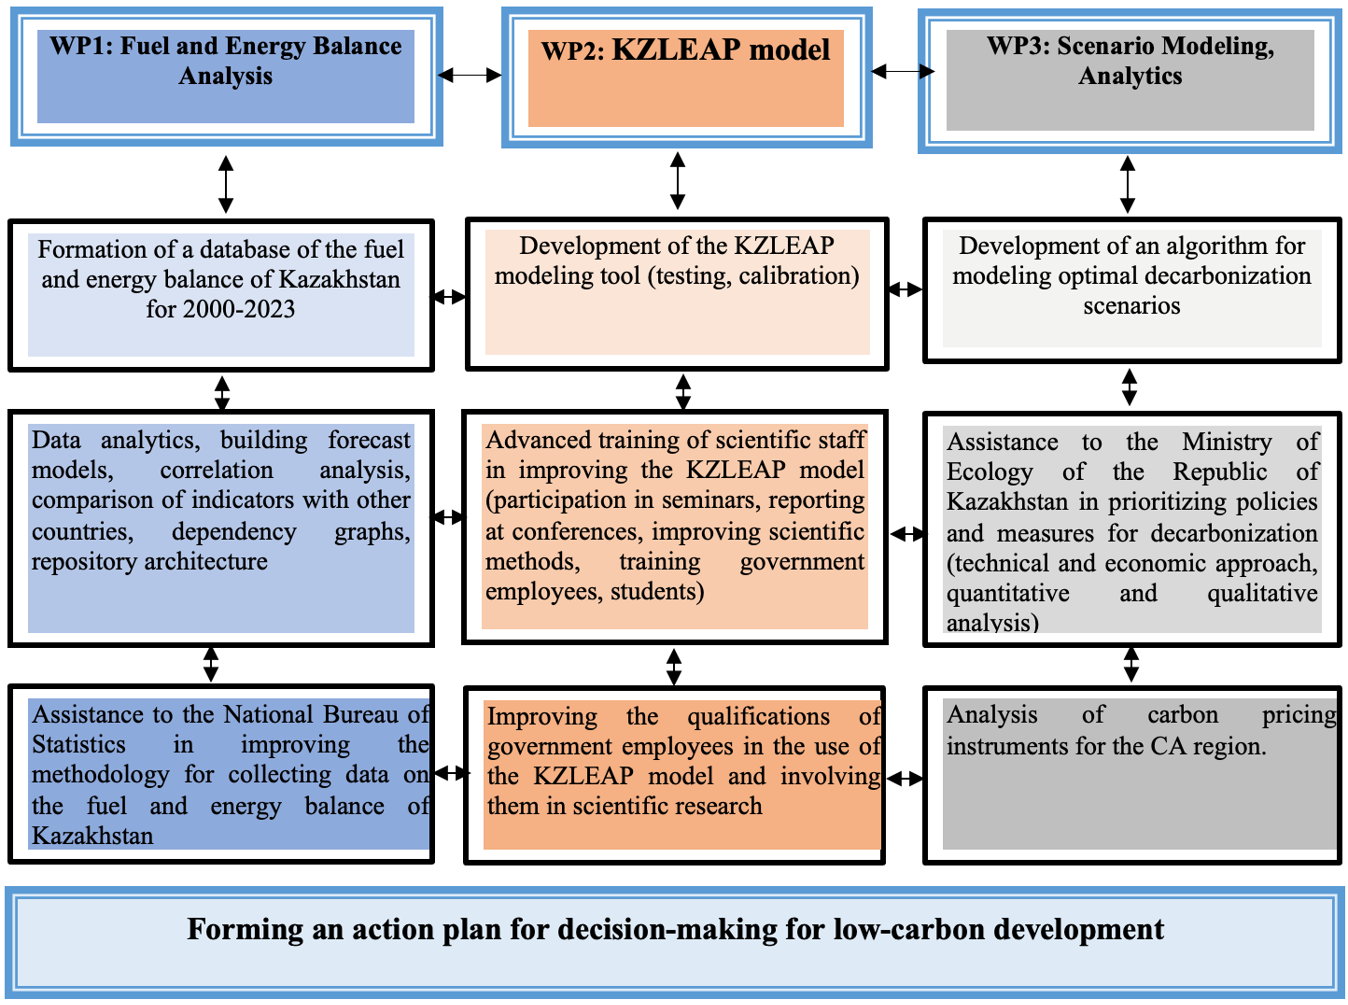 WP1: Fuel and Energy Balance
Analysis
WP2: KZLEAP model
WP3: Scenario Modeling,
Analytics
Formation of a database of the fuel
and energy balance of Kazakhstan
for 2000-2023
Development of the KZLEAP
modeling tool (testing, calibration)
Development of an algorithm for
modeling optimal decarbonization
scenarios
Data analytics, building forecast
models, correlation analysis,
comparison of indicators with other
countries, dependency graphs,
repository architecture
Advanced training of scientific staff
in improving the KZLEAP model
(participation in seminars, reporting
at conferences, improving scientific
methods, training government
employees, students)
Assistance to the Ministry of
Ecology of the Republic of
Kazakhstan in prioritizing policies
and measures for decarbonization
(technical and economic approach,
quantitative and qualitative
analysis)
Assistance to the National Bureau of
Statistics in improving the
methodology for collecting data on
the fuel and energy balance of
Kazakhstan
Improving the qualifications of
government employees in the use of
the KZLEAP model and involving
them in scientific research
Analysis of carbon pricing
instruments for the CA region.
Forming an action plan for decision-making for low-carbon development